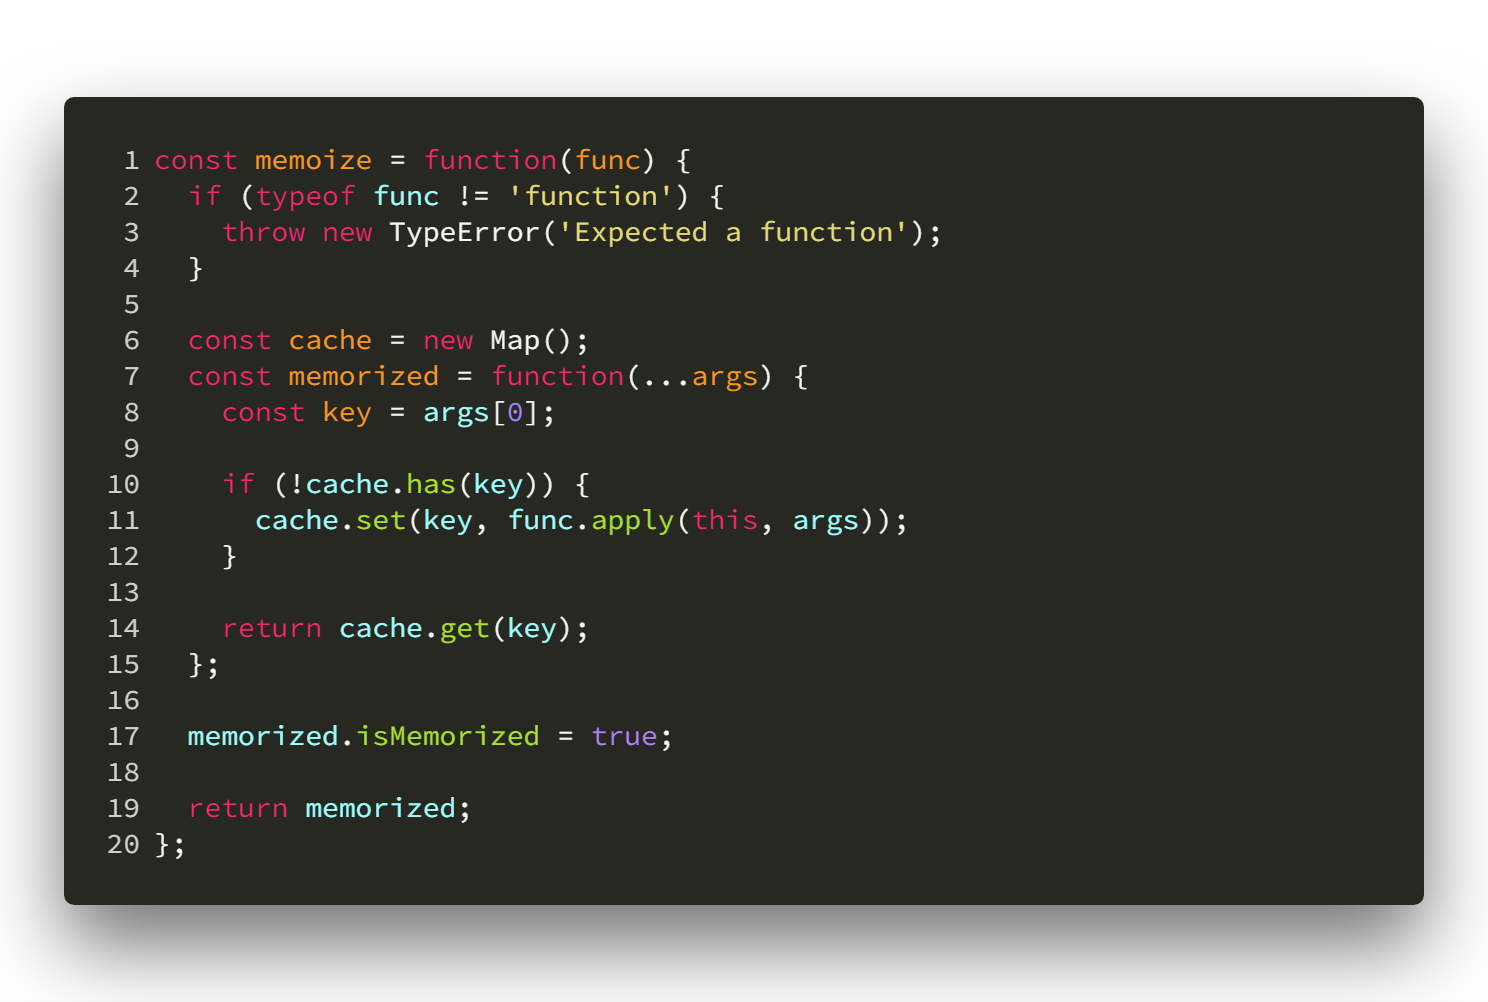 1 const memoize = function(func) {
2   if (typeof func != 'function') {
3     throw new TypeError('Expected a function');
4   }
5
6   const cache = new Map();
7   const memorized = function(...args) {
8     const key = args[0];
9
10     if (!cache.has(key)) {
11       cache.set(key, func.apply(this, args));
12     }
13
14     return cache.get(key);
15   };
16
17   memorized.isMemorized = true;
18
19   return memorized;
20 };